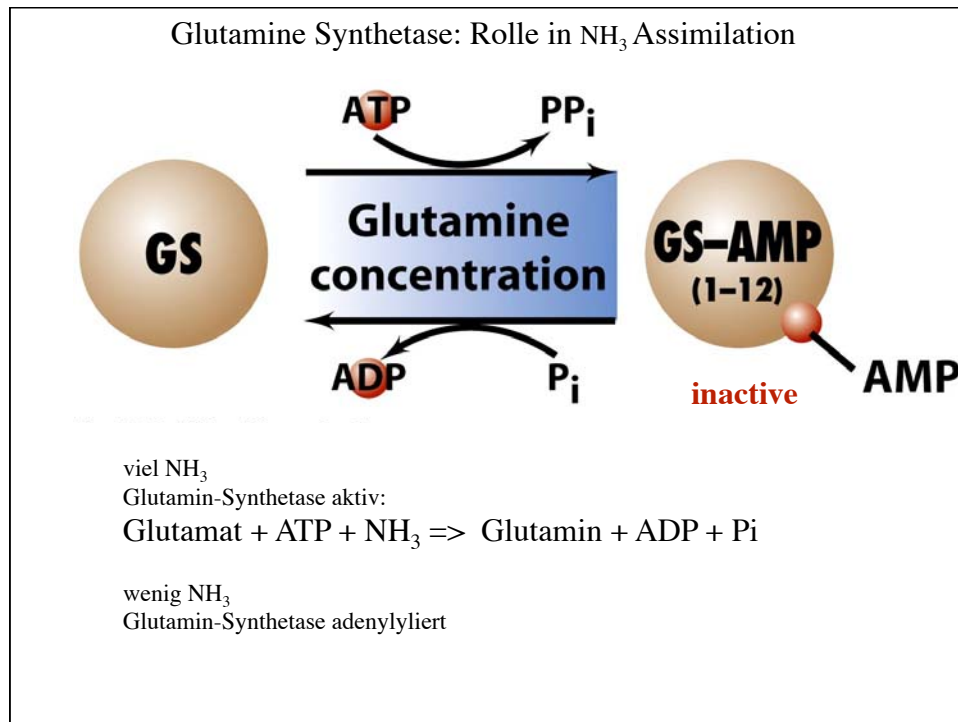 Glutamine Synthetase: Rolle in NH₃ Assimilation
ATP
PPi
GS
Glutamine
concentration
GS–AMP
(1–12)
ADP
Pi
AMP
inactive
viel NH₃
Glutamin-Synthetase aktiv:
Glutamat + ATP + NH₃ => Glutamin + ADP + Pi
wenig NH₃
Glutamin-Synthetase adenylyliert